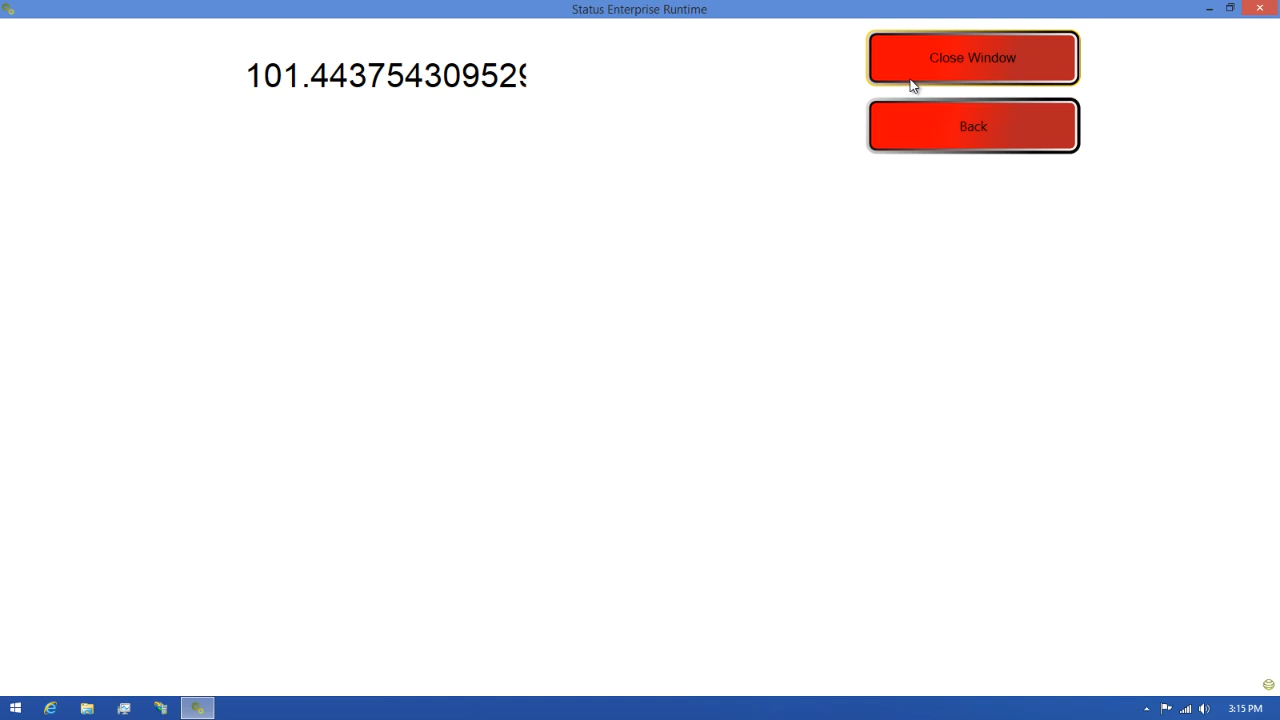 Status Enterprise Runtime
101.44375430952
Close Window
Back
3:15 PM